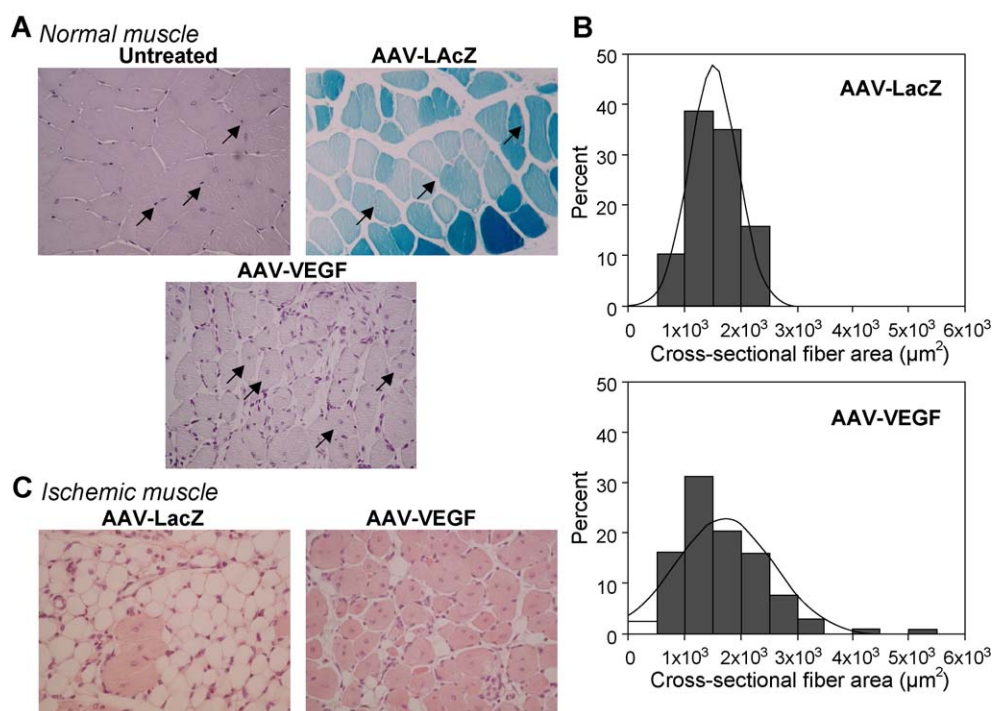 A Normal muscle
Untreated
AAV-LAcZ
AAV-VEGF
C Ischemic muscle
AAV-LacZ
AAV-VEGF
B
50
40
30
20
10
0
Percent
AAV-LacZ
0 1x10³ 2x10³ 3x10³ 4x10³ 5x10³ 6x10³
Cross-sectional fiber area (µm²)
50
40
30
20
10
0
Percent
AAV-VEGF
0 1x10³ 2x10³ 3x10³ 4x10³ 5x10³ 6x10³
Cross-sectional fiber area (µm²)